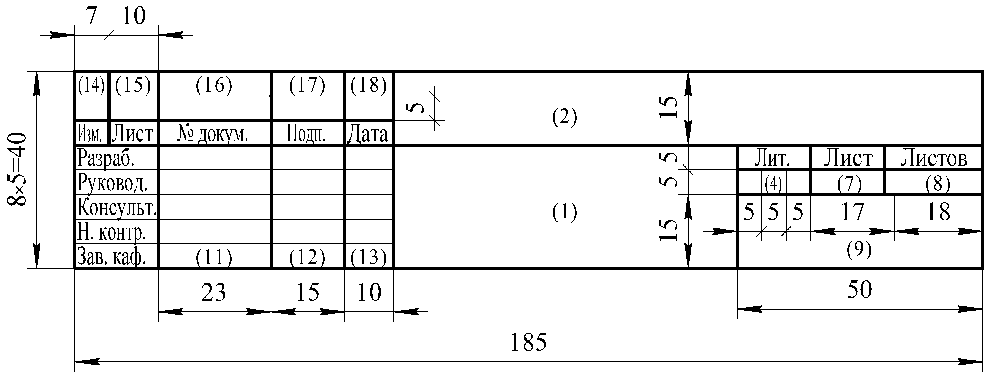 7 10
(14) (15) (16) (17) (18)
5
(2)
15
Изм. Лист № докум. Подп. Дата
8×5=40
Разраб.
Руковод.
Консульт.
Н. контр.
Зав. каф. (11) (12) (13)
(1)
5
5
15
Лит. Лист Листов
(4) (7) (8)
5 5 5 17 18
(9)
23 15 10 50
185